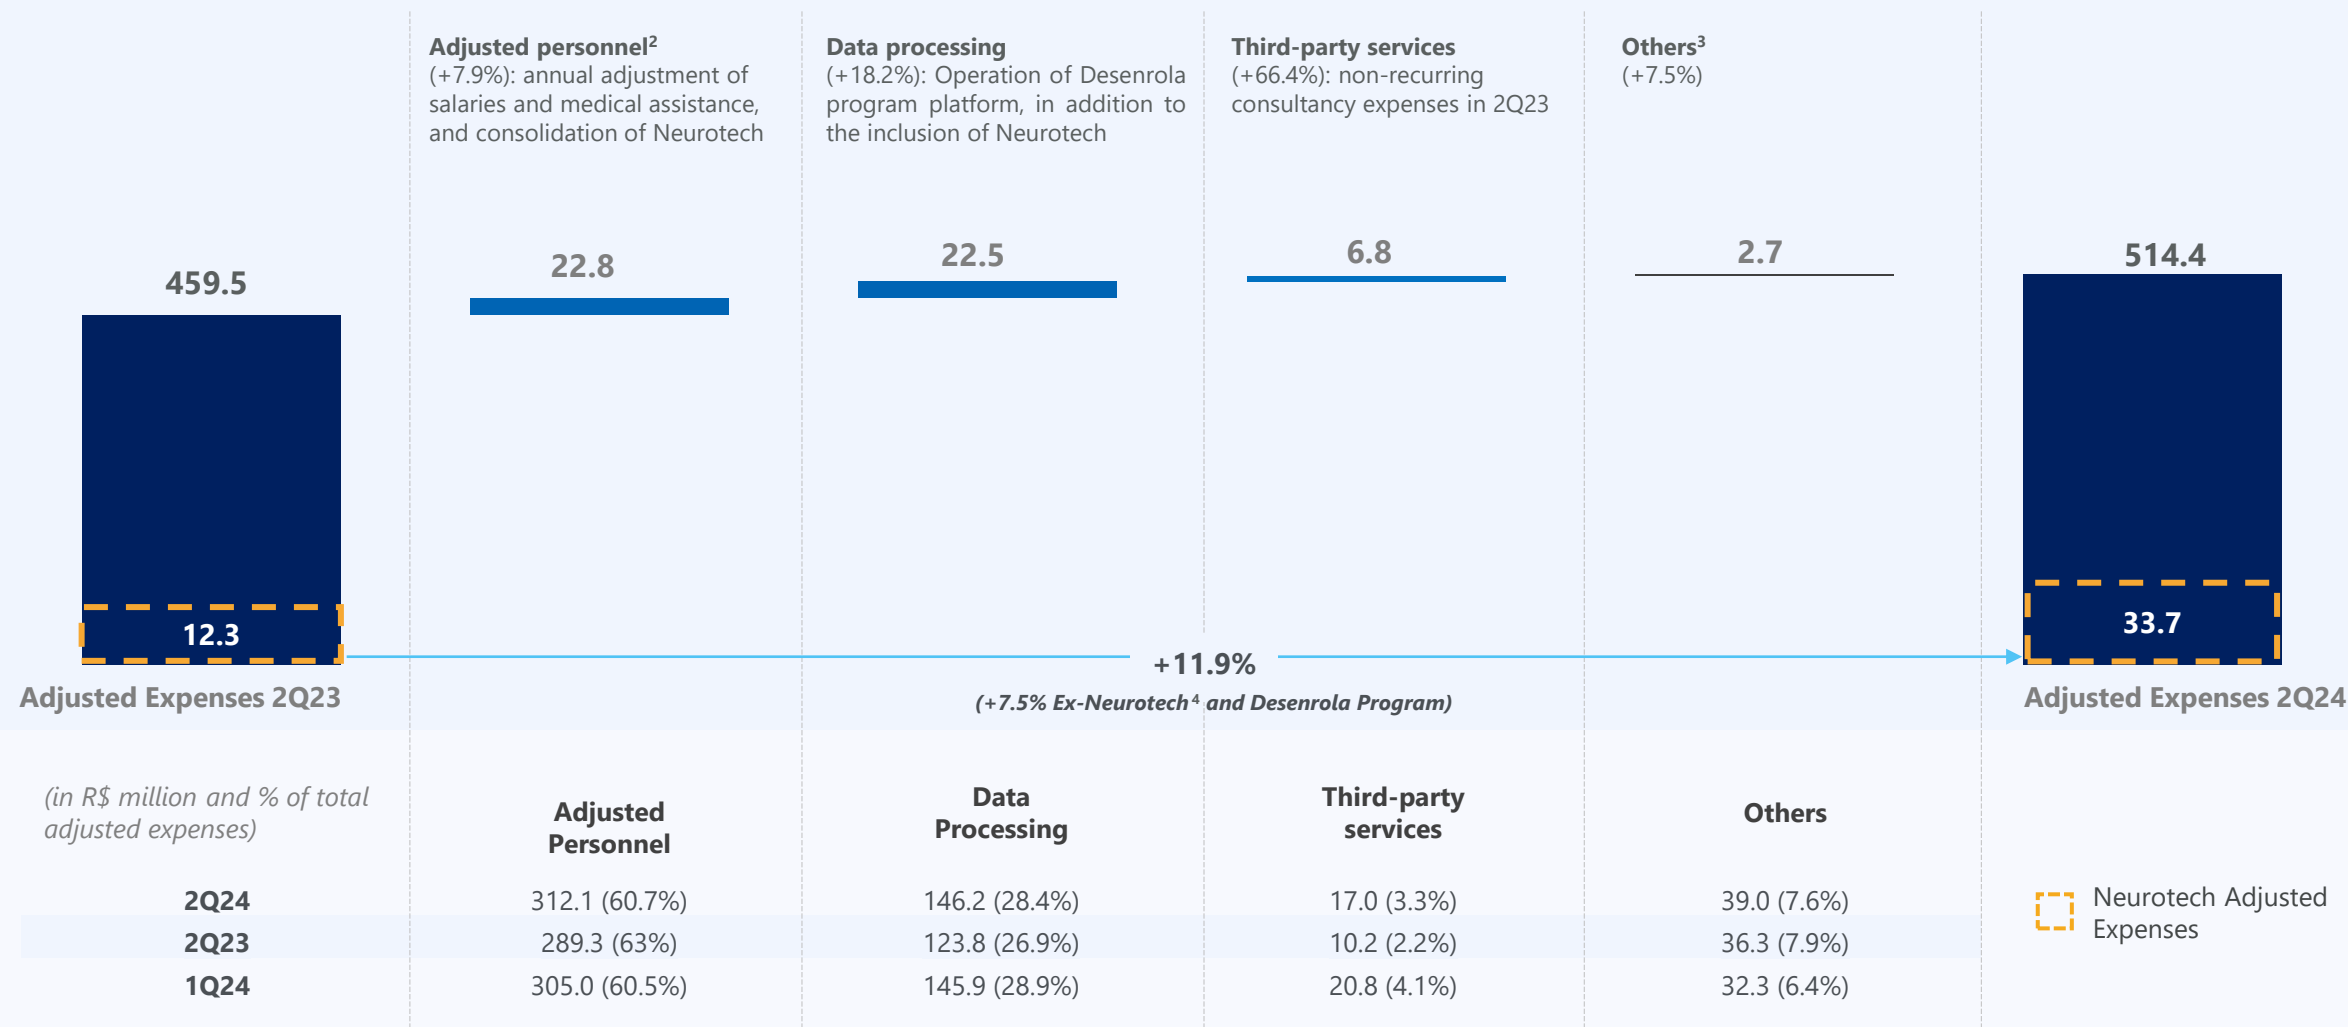 Adjusted personnel²
(+7.9%): annual adjustment of
salaries and medical assistance,
and consolidation of Neurotech
Data processing
(+18.2%): Operation of Desenrola
program platform, in addition to
the inclusion of Neurotech
Third-party services
(+66.4%): non-recurring
consultancy expenses in 2Q23
Others³
(+7.5%)
459.5
22.8
22.5
6.8
2.7
514.4
12.3
33.7
+11.9%
(+7.5% Ex-Neurotech⁴ and Desenrola Program)
Adjusted Expenses 2Q23
Adjusted Expenses 2Q24
(in R$ million and % of total
adjusted expenses)
Adjusted
Personnel
Data
Processing
Third-party
services
Others
2Q24 312.1 (60.7%) 146.2 (28.4%) 17.0 (3.3%) 39.0 (7.6%)
2Q23 289.3 (63%) 123.8 (26.9%) 10.2 (2.2%) 36.3 (7.9%)
1Q24 305.0 (60.5%) 145.9 (28.9%) 20.8 (4.1%) 32.3 (6.4%)
Neurotech Adjusted
Expenses